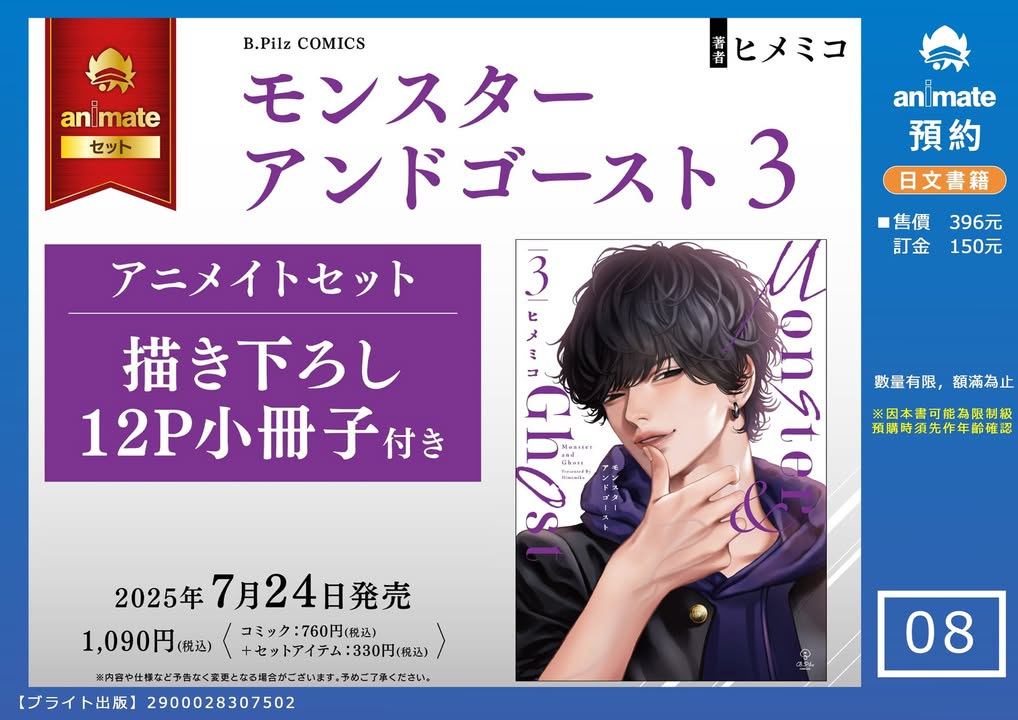 animate
セット
B.Pilz COMICS
著者 ヒメミコ
モンスター
アンドゴースト 3
アニメイトセット
描き下ろし
12P小冊子付き
2025年7月24日発売
1,090円(税込)
コミック:760円(税込)
+セットアイテム:330円(税込)
※内容や仕様など予告なく変更となる場合がございます。予めご了承ください。
3
ヒメミコ
Monster
&
Ghost
Monster
and
Ghost
Presented By
Himemiko
モンスター
アンドゴースト
B.Pilz
animate
預約
日文書籍
■售價 396元
訂金 150元
數量有限,額滿為止
※因本書可能為限制級
預購時須先作年齡確認
08
【ブライト出版】2900028307502